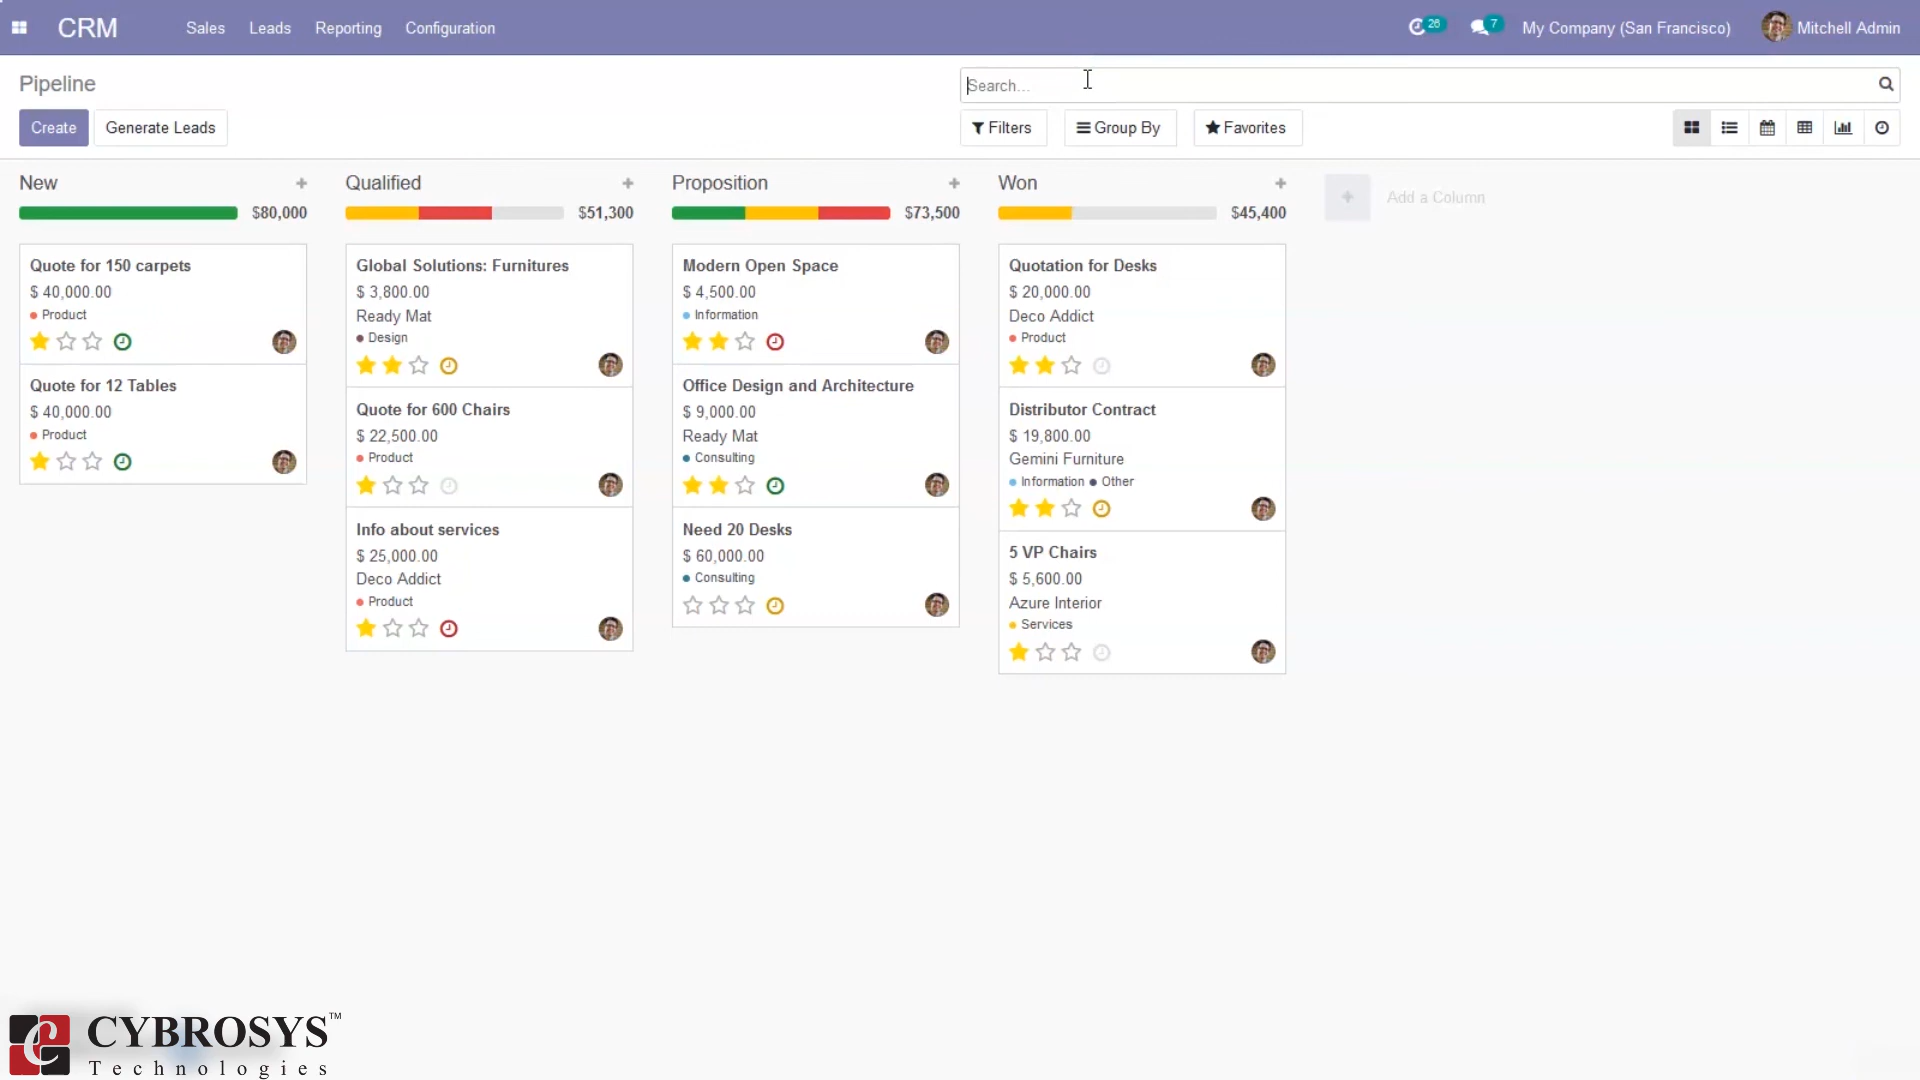 CRM Sales Leads Reporting Configuration 26 7 My Company (San Francisco) Mitchell Admin
Pipeline
Search...
Create Generate Leads
Filters Group By Favorites
New
$80,000
Quote for 150 carpets
$ 40,000.00
Product
Quote for 12 Tables
$ 40,000.00
Product
Qualified
$51,300
Global Solutions: Furnitures
$ 3,800.00
Ready Mat
Design
Quote for 600 Chairs
$ 22,500.00
Product
Info about services
$ 25,000.00
Deco Addict
Product
Proposition
$73,500
Modern Open Space
$ 4,500.00
Information
Office Design and Architecture
$ 9,000.00
Ready Mat
Consulting
Need 20 Desks
$ 60,000.00
Consulting
Won
$45,400
Quotation for Desks
$ 20,000.00
Deco Addict
Product
Distributor Contract
$ 19,800.00
Gemini Furniture
Information Other
5 VP Chairs
$ 5,600.00
Azure Interior
Services
Add a Column
CYBROSYS™
Technologies